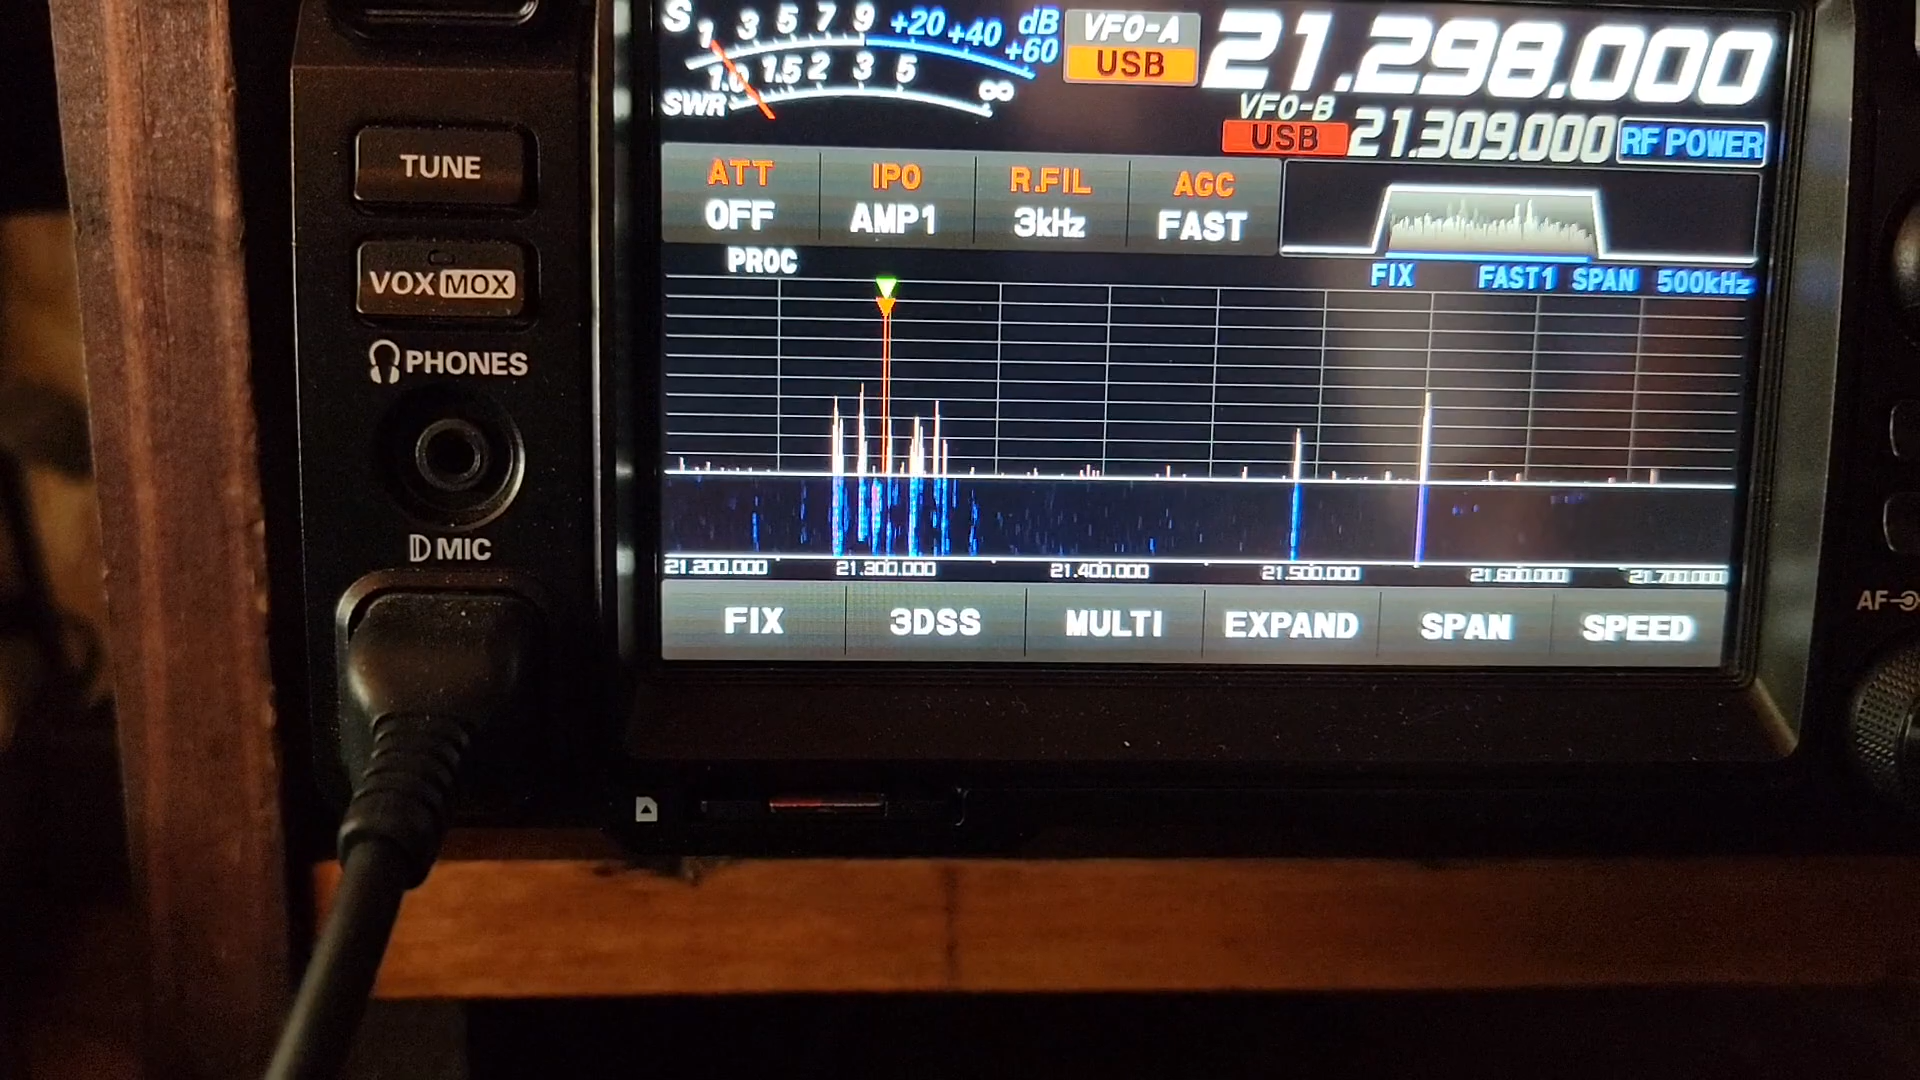 S 1 3 5 7 9 +20 +40 +60 dB
1.0 1.5 2 3 5 ∞
SWR
VFO-A
USB
21.298.000
VFO-B
USB
21.309.000
RF POWER
TUNE
ATT IPO R.FIL AGC
OFF AMP1 3kHz FAST
VOX MOX
PROC
FIX FAST1 SPAN 500kHz
PHONES
MIC
21.200.000 21.300.000 21.400.000 21.500.000 21.600.000 21.700.000
AF
FIX 3DSS MULTI EXPAND SPAN SPEED